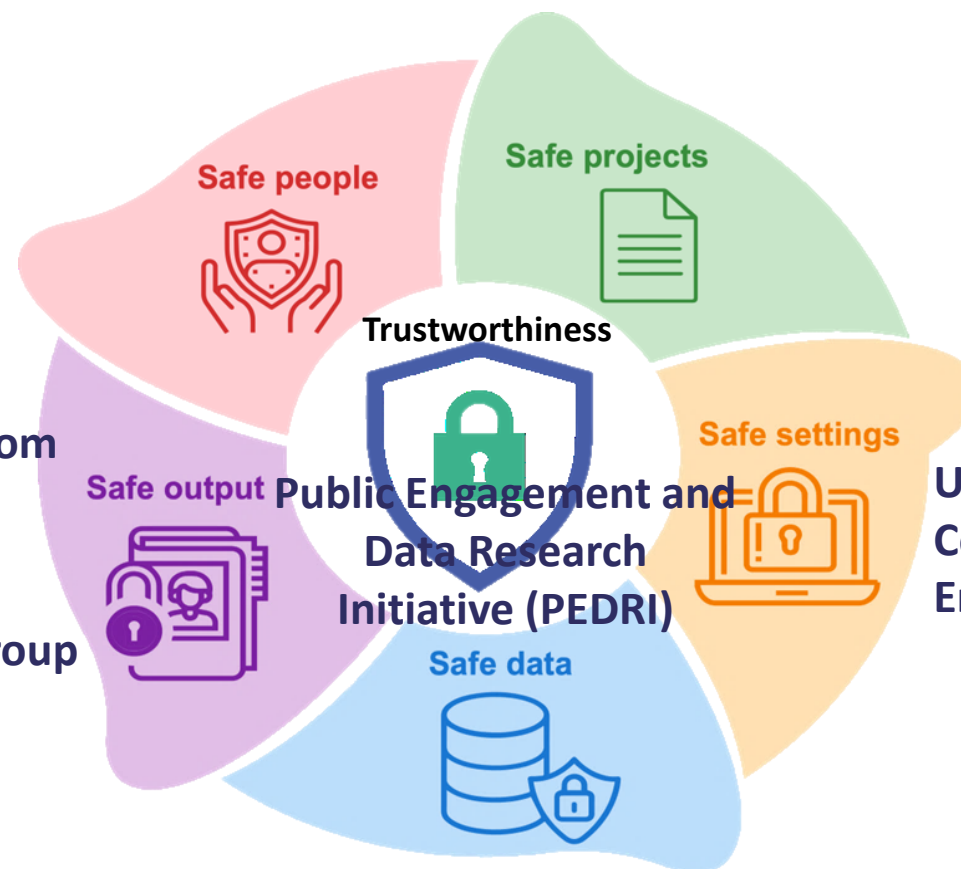 Safe projects
Safe people
Trustworthiness
Safe settings
Safe output
Public Engagement and
Data Research
Initiative (PEDRI)
Safe data